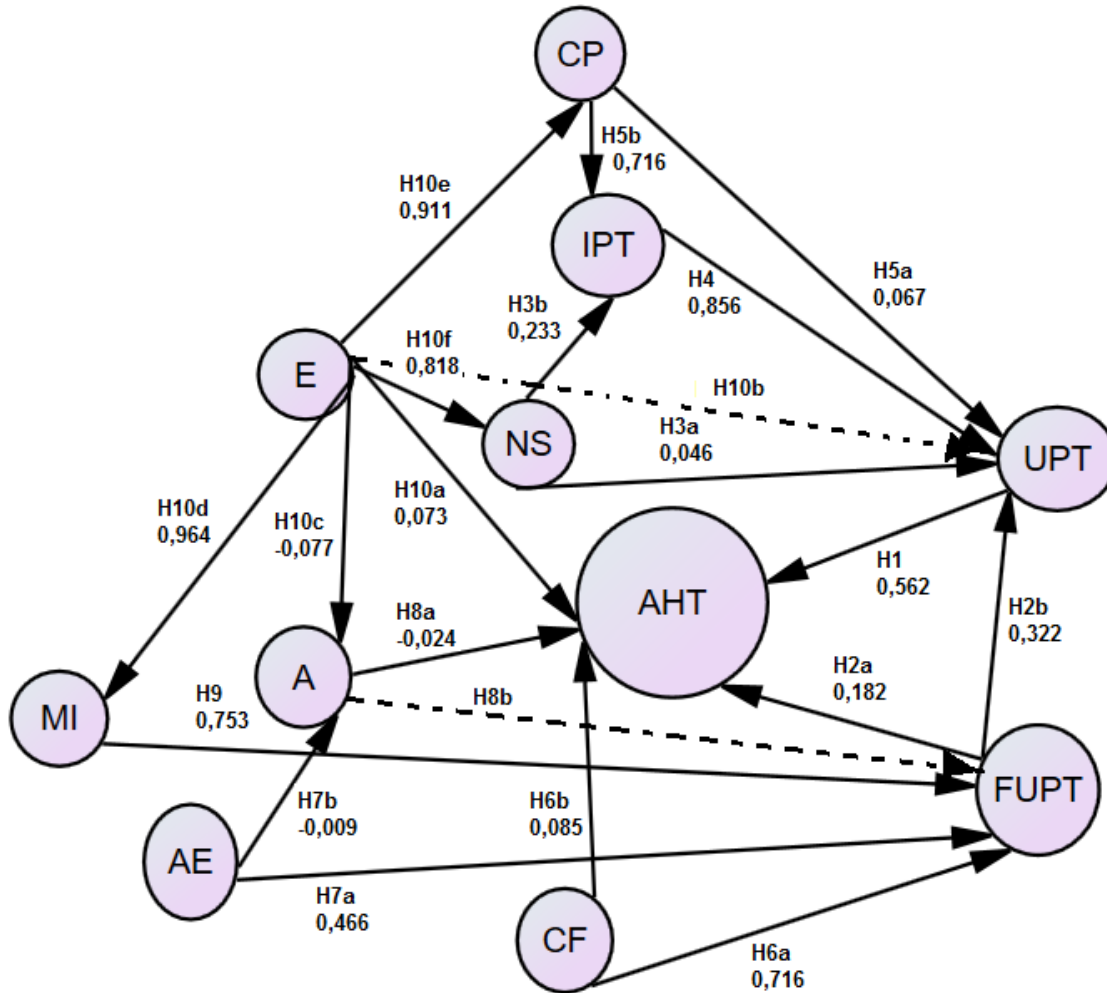 CP
H5b
0,716
H10e
0,911
IPT
H4
0,856
H5a
0,067
H3b
0,233
H10f
0,818
E
H10b
NS
H3a
0,046
UPT
H10d
0,964
H10c
-0,077
H10a
0,073
H1
0,562
AHT
H2b
0,322
H8a
-0,024
A
H2a
0,182
MI
H9
0,753
H8b
FUPT
H7b
-0,009
H6b
0,085
AE
H7a
0,466
CF
H6a
0,716